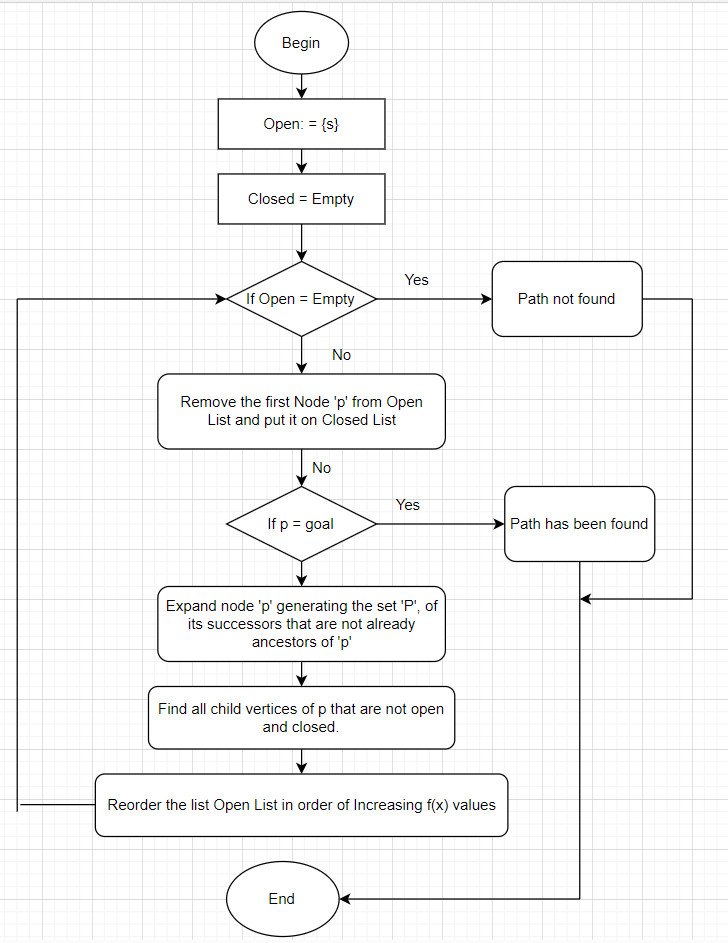 Begin
Open: = {s}
Closed = Empty
If Open = Empty
Yes
Path not found
No
Remove the first Node 'p' from Open
List and put it on Closed List
No
If p = goal
Yes
Path has been found
Expand node 'p' generating the set 'P', of
its successors that are not already
ancestors of 'p'
Find all child vertices of p that are not open
and closed.
Reorder the list Open List in order of Increasing f(x) values
End